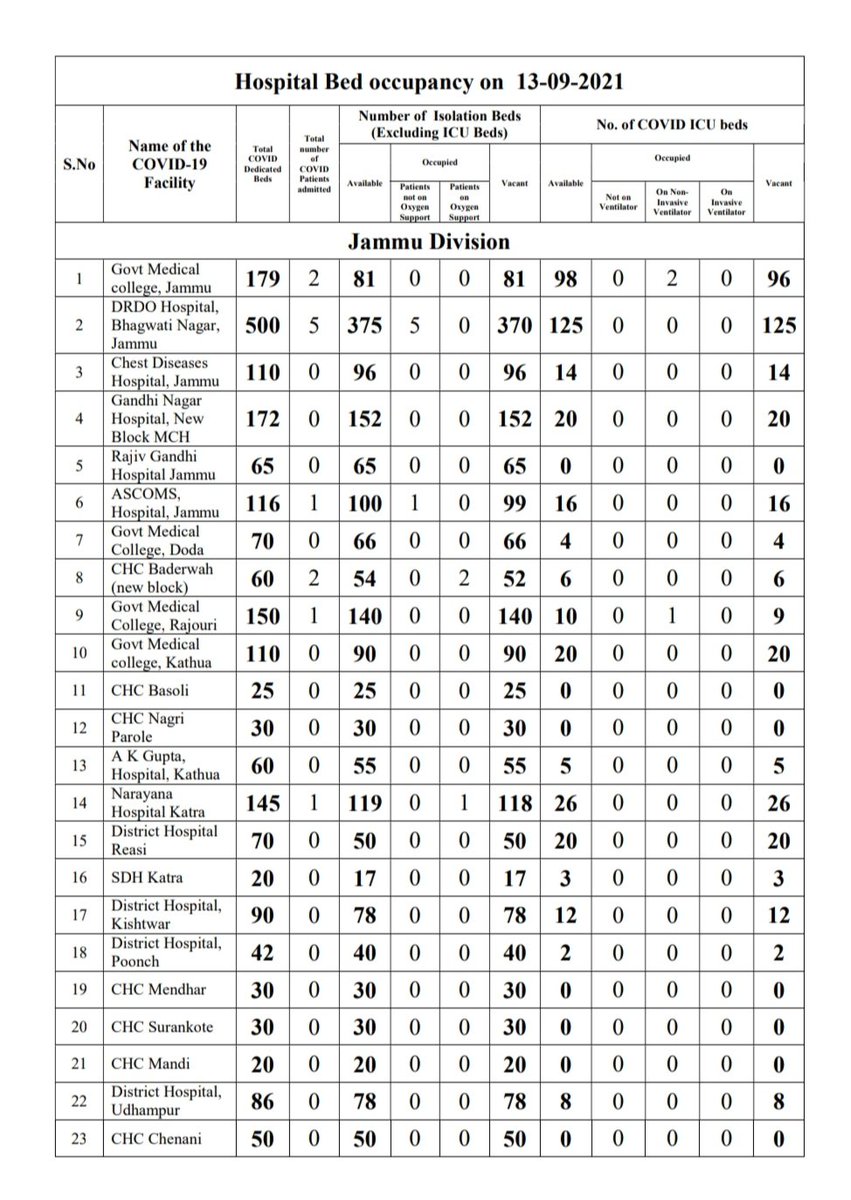 Hospital Bed occupancy on 13-09-2021
S.No
Name of the
COVID-19
Facility
Total
COVID
Dedicated
Beds
Total
number
of
COVID
Patients
admitted
Number of Isolation Beds
(Excluding ICU Beds)
Available
Occupied
Patients
not on
Oxygen
Support
Patients
on
Oxygen
Support
Vacant
No. of COVID ICU beds
Available
Occupied
Not on
Ventilator
On Non-
Invasive
Ventilator
On
Invasive
Ventilator
Vacant
Jammu Division
1 Govt Medical
college, Jammu 179 2 81 0 0 81 98 0 2 0 96
2 DRDO Hospital,
Bhagwati Nagar,
Jammu 500 5 375 5 0 370 125 0 0 0 125
3 Chest Diseases
Hospital, Jammu 110 0 96 0 0 96 14 0 0 0 14
4 Gandhi Nagar
Hospital, New
Block MCH 172 0 152 0 0 152 20 0 0 0 20
5 Rajiv Gandhi
Hospital Jammu 65 0 65 0 0 65 0 0 0 0 0
6 ASCOMS,
Hospital, Jammu 116 1 100 1 0 99 16 0 0 0 16
7 Govt Medical
College, Doda 70 0 66 0 0 66 4 0 0 0 4
8 CHC Baderwah
(new block) 60 2 54 0 2 52 6 0 0 0 6
9 Govt Medical
College, Rajouri 150 1 140 0 0 140 10 0 1 0 9
10 Govt Medical
college, Kathua 110 0 90 0 0 90 20 0 0 0 20
11 CHC Basoli 25 0 25 0 0 25 0 0 0 0 0
12 CHC Nagri
Parole 30 0 30 0 0 30 0 0 0 0 0
13 A K Gupta,
Hospital, Kathua 60 0 55 0 0 55 5 0 0 0 5
14 Narayana
Hospital Katra 145 1 119 0 1 118 26 0 0 0 26
15 District Hospital
Reasi 70 0 50 0 0 50 20 0 0 0 20
16 SDH Katra 20 0 17 0 0 17 3 0 0 0 3
17 District Hospital,
Kishtwar 90 0 78 0 0 78 12 0 0 0 12
18 District Hospital,
Poonch 42 0 40 0 0 40 2 0 0 0 2
19 CHC Mendhar 30 0 30 0 0 30 0 0 0 0 0
20 CHC Surankote 30 0 30 0 0 30 0 0 0 0 0
21 CHC Mandi 20 0 20 0 0 20 0 0 0 0 0
22 District Hospital,
Udhampur 86 0 78 0 0 78 8 0 0 0 8
23 CHC Chenani 50 0 50 0 0 50 0 0 0 0 0